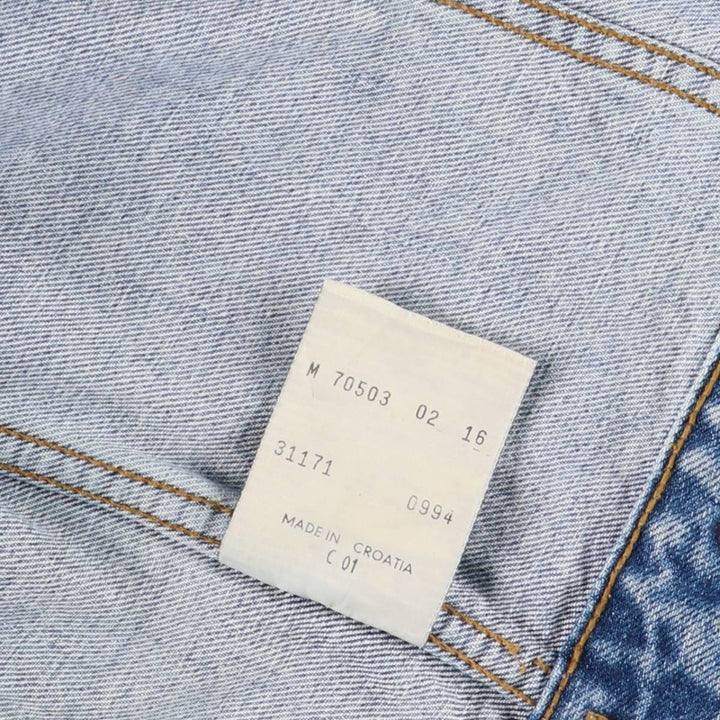 M 70503 02 16
31171 0994
MADE IN CROATIA
C 01